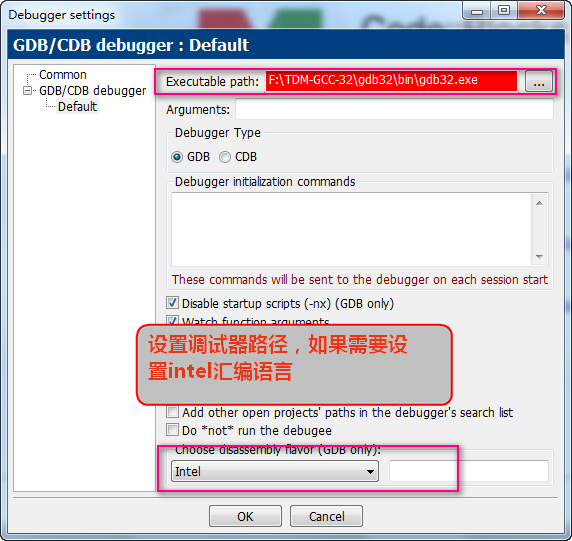 Debugger settings
GDB/CDB debugger : Default
Common
GDB/CDB debugger
Default
Executable path: F:\TDM-GCC-32\gdb32\bin\gdb32.exe ...
Arguments:
Debugger Type
GDB CDB
Debugger initialization commands
These commands will be sent to the debugger on each session start
Disable startup scripts (-nx) (GDB only)
Watch function arguments
设置调试器路径，如果需要设
置intel汇编语言
Add other open projects' paths in the debugger's search list
Do *not* run the debugee
Choose disassembly flavor (GDB only):
Intel
OK Cancel